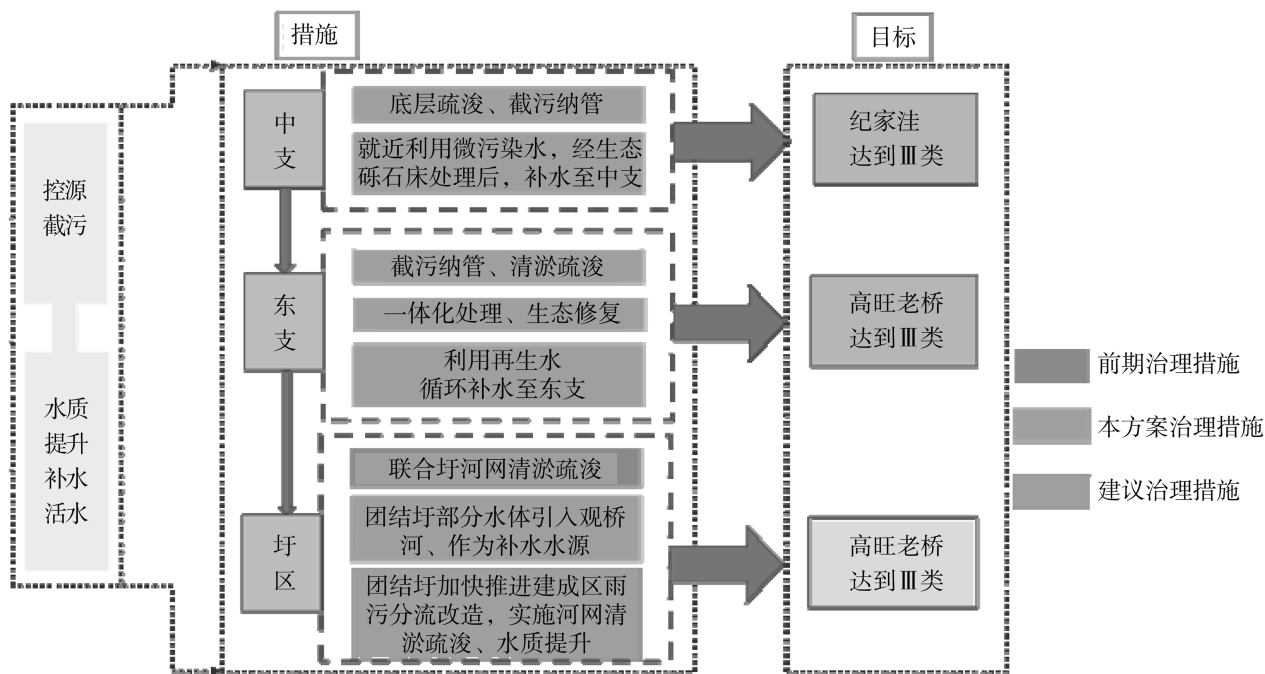 措施
目标
控源
截污
水质
提升
补水
活水
中
支
底层疏浚、截污纳管
就近利用微污染水，经生态
砾石床处理后，补水至中支
纪家洼
达到Ⅲ类
东
支
截污纳管、清淤疏浚
一体化处理、生态修复
利用再生水
循环补水至东支
高旺老桥
达到Ⅲ类
圩
区
联合圩河网清淤疏浚
团结圩部分水体引入观桥
河、作为补水水源
团结圩加快推进建成区雨
污分流改造，实施河网清
淤疏浚、水质提升
高旺老桥
达到Ⅲ类
前期治理措施
本方案治理措施
建议治理措施